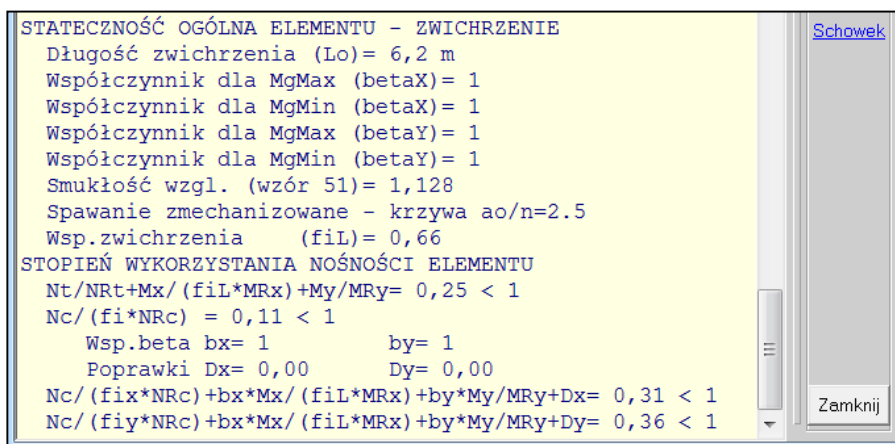 STATECZNOŚĆ OGÓLNA ELEMENTU - ZWICHRZENIE
Długość zwichrzenia (Lo)= 6,2 m
Współczynnik dla MgMax (betaX)= 1
Współczynnik dla MgMin (betaX)= 1
Współczynnik dla MgMax (betaY)= 1
Współczynnik dla MgMin (betaY)= 1
Smukłość wzgl. (wzór 51)= 1,128
Spawanie zmechanizowane - krzywa ao/n=2.5
Wsp.zwichrzenia (fiL)= 0,66
STOPIEŃ WYKORZYSTANIA NOŚNOŚCI ELEMENTU
Nt/NRt+Mx/(fiL*MRx)+My/MRy= 0,25 < 1
Nc/(fi*NRc) = 0,11 < 1
Wsp.beta bx= 1 by= 1
Poprawki Dx= 0,00 Dy= 0,00
Nc/(fix*NRc)+bx*Mx/(fiL*MRx)+by*My/MRy+Dx= 0,31 < 1
Nc/(fiy*NRc)+bx*Mx/(fiL*MRx)+by*My/MRy+Dy= 0,36 < 1
Schowek
Zamknij